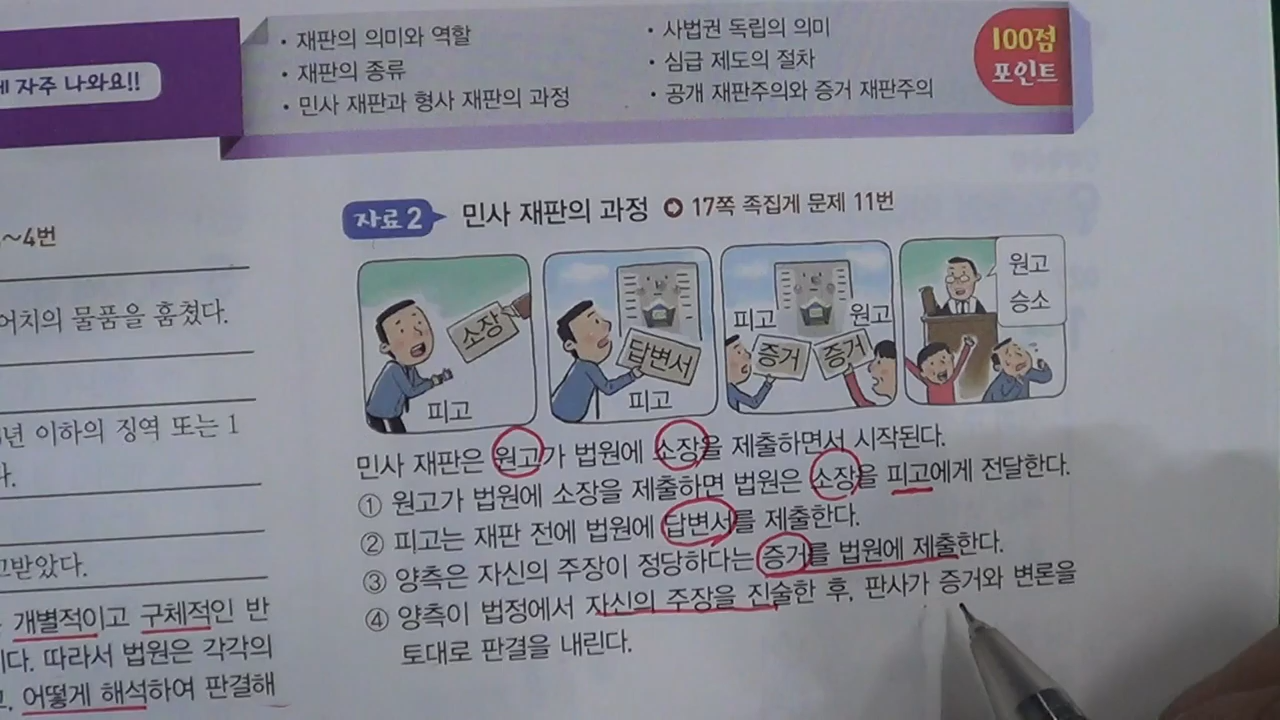 자주 나와요!!
• 재판의 의미와 역할
• 재판의 종류
• 민사 재판과 형사 재판의 과정
• 사법권 독립의 의미
• 심급 제도의 절차
• 공개 재판주의와 증거 재판주의
100점
포인트
~4번
어치의 물품을 훔쳤다.
년 이하의 징역 또는 1
다.
고받았다.
개별적이고 구체적인 반
이다. 따라서 법원은 각각의
고, 어떻게 해석하여 판결해
자료 2 민사 재판의 과정 ➲ 17쪽 족집게 문제 11번
소장
피고
답변서
피고
피고
원고
증거
증거
원고
승소
민사 재판은 원고가 법원에 소장을 제출하면서 시작된다.
① 원고가 법원에 소장을 제출하면 법원은 소장을 피고에게 전달한다.
② 피고는 재판 전에 법원에 답변서를 제출한다.
③ 양측은 자신의 주장이 정당하다는 증거를 법원에 제출한다.
④ 양측이 법정에서 자신의 주장을 진술한 후, 판사가 증거와 변론을
토대로 판결을 내린다.